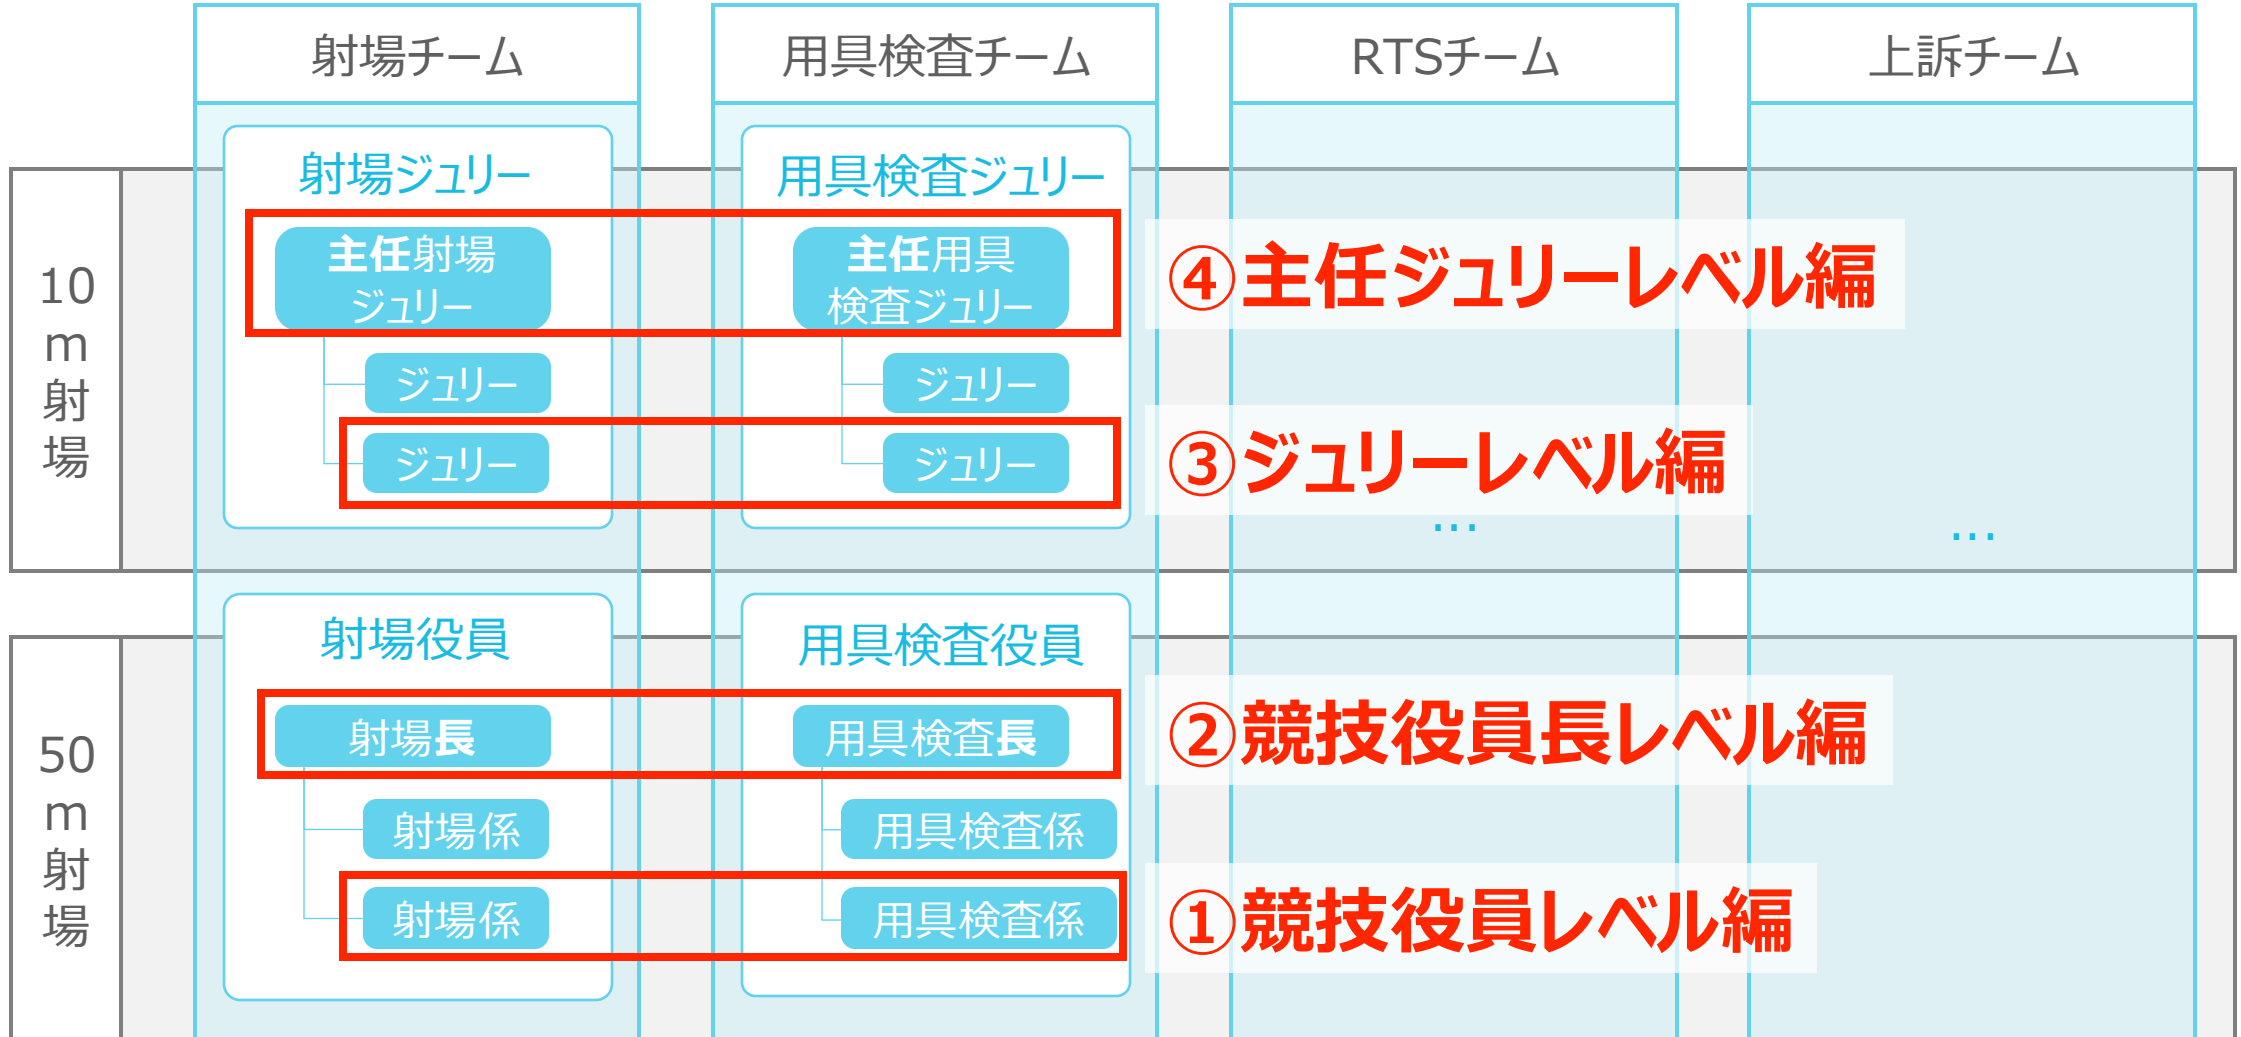 射場チーム
用具検査チーム
RTSチーム
上訴チーム
10
m
射
場
射場ジュリー
主任射場
ジュリー
ジュリー
ジュリー
用具検査ジュリー
主任用具
検査ジュリー
ジュリー
ジュリー
④主任ジュリーレベル編
③ジュリーレベル編
...
...
50
m
射
場
射場役員
射場長
射場係
射場係
用具検査役員
用具検査長
用具検査係
用具検査係
②競技役員長レベル編
①競技役員レベル編